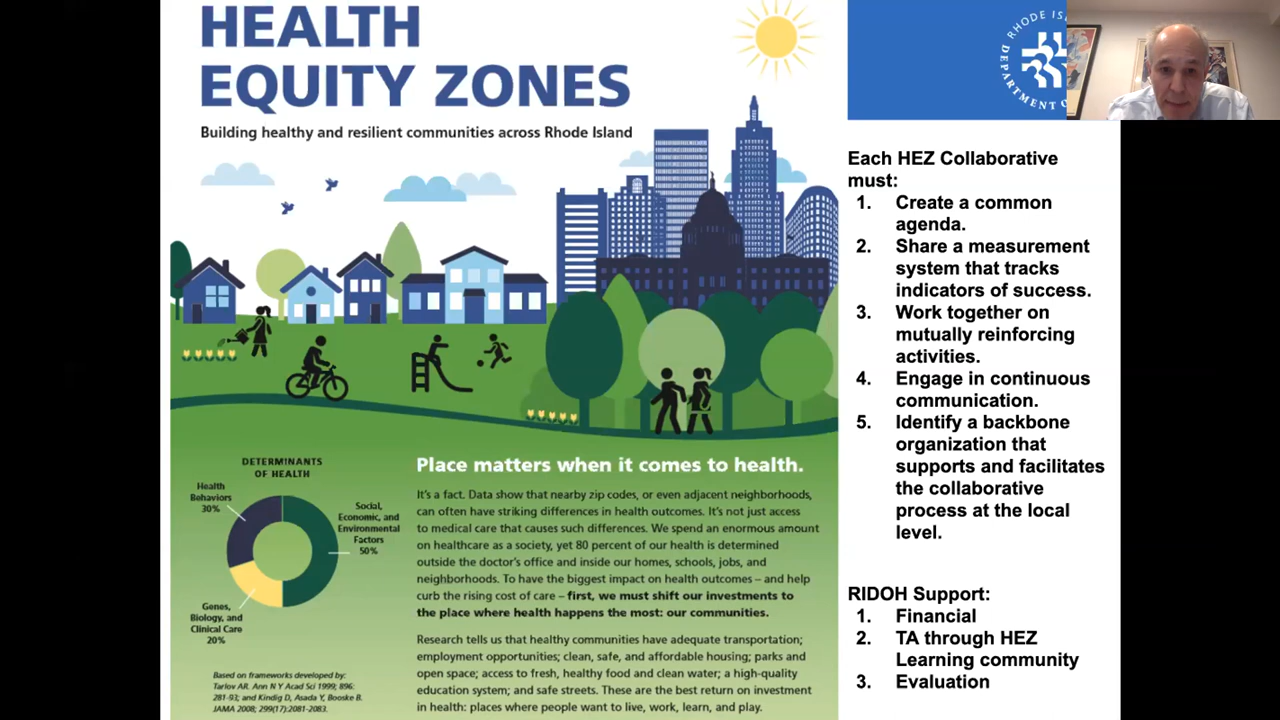 HEALTH
EQUITY ZONES
Building healthy and resilient communities across Rhode Island
DETERMINANTS
OF HEALTH
Health
Behaviors
30%
Social,
Economic, and
Environmental
Factors
50%
Genes,
Biology, and
Clinical Care
20%
Based on frameworks developed by:
Tarlov AR. Ann N Y Acad Sci 1999; 896:
281-93; and Kindig D, Asada Y, Booske B.
JAMA 2008; 299(17):2081-2083.
Place matters when it comes to health.
It's a fact. Data show that nearby zip codes, or even adjacent neighborhoods,
can often have striking differences in health outcomes. It's not just access
to medical care that causes such differences. We spend an enormous amount
on healthcare as a society, yet 80 percent of our health is determined
outside the doctor's office and inside our homes, schools, jobs, and
neighborhoods. To have the biggest impact on health outcomes – and help
curb the rising cost of care – first, we must shift our investments to
the place where health happens the most: our communities.
Research tells us that healthy communities have adequate transportation;
employment opportunities; clean, safe, and affordable housing; parks and
open space; access to fresh, healthy food and clean water; a high-quality
education system; and safe streets. These are the best return on investment
in health: places where people want to live, work, learn, and play.
RHODE IS
DEPARTMENT O
Each HEZ Collaborative
must:
1. Create a common
agenda.
2. Share a measurement
system that tracks
indicators of success.
3. Work together on
mutually reinforcing
activities.
4. Engage in continuous
communication.
5. Identify a backbone
organization that
supports and facilitates
the collaborative
process at the local
level.
RIDOH Support:
1. Financial
2. TA through HEZ
Learning community
3. Evaluation